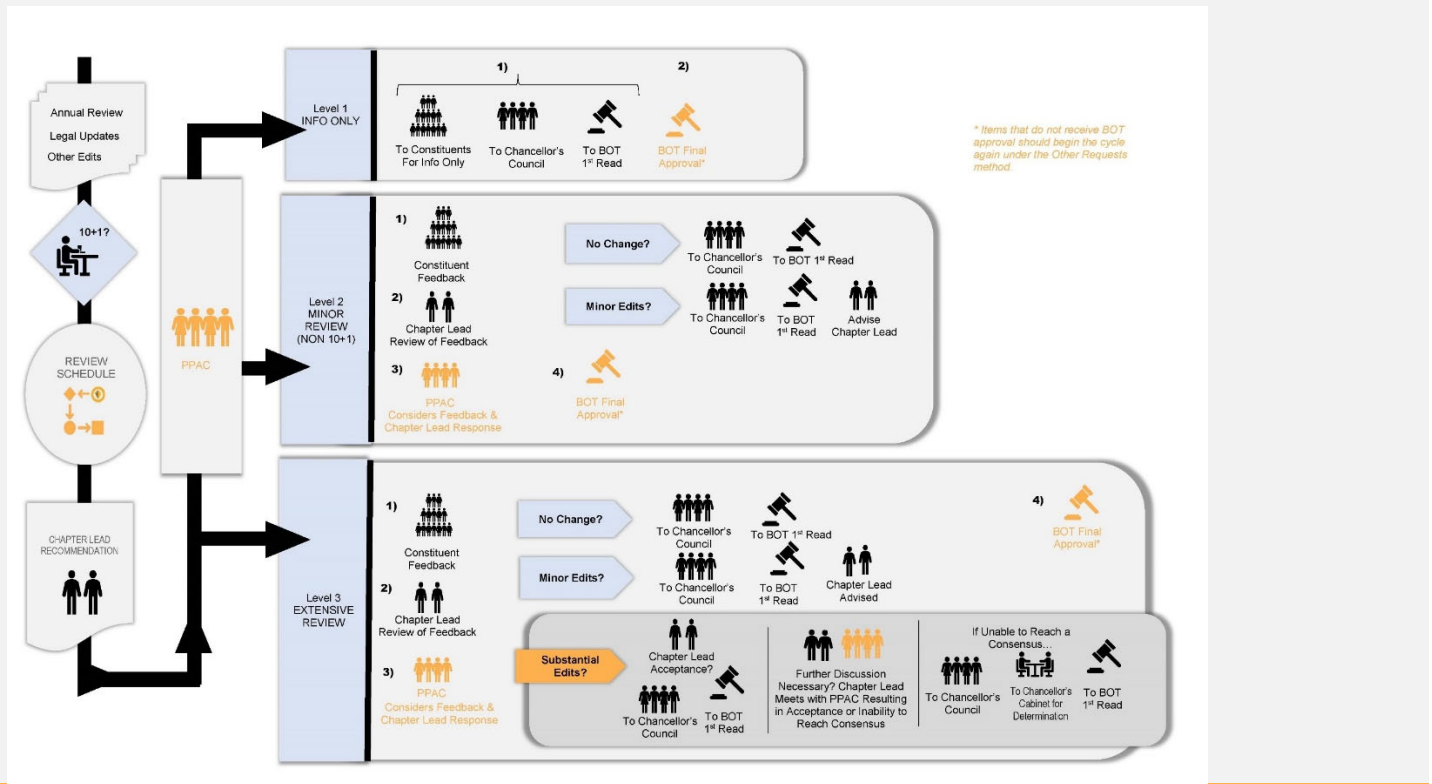 Annual Review
Legal Updates
Other Edits
10+1?
REVIEW
SCHEDULE
CHAPTER LEAD
RECOMMENDATION
PPAC
Level 1
INFO ONLY
1)
To Constituents
For Info Only
To Chancellor's
Council
To BOT
1st Read
2)
BOT Final
Approval*
* Items that do not receive BOT
approval should begin the cycle
again under the Other Requests
method.
Level 2
MINOR
REVIEW
(NON 10+1)
1)
Constituent
Feedback
2)
Chapter Lead
Review of Feedback
3)
PPAC
Considers Feedback &
Chapter Lead Response
No Change?
To Chancellor's
Council
To BOT 1st Read
Minor Edits?
To Chancellor's
Council
To BOT
1st Read
Advise
Chapter Lead
4)
BOT Final
Approval*
Level 3
EXTENSIVE
REVIEW
1)
Constituent
Feedback
2)
Chapter Lead
Review of Feedback
3)
PPAC
Considers Feedback &
Chapter Lead Response
No Change?
To Chancellor's
Council
To BOT 1st Read
Minor Edits?
To Chancellor's
Council
To BOT
1st Read
Chapter Lead
Advised
Substantial
Edits?
Chapter Lead
Acceptance?
To Chancellor's
Council
To BOT
1st Read
Further Discussion
Necessary? Chapter Lead
Meets with PPAC Resulting
in Acceptance or Inability to
Reach Consensus
If Unable to Reach a
Consensus...
To Chancellor's
Council
To Chancellor's
Cabinet for
Determination
To BOT
1st Read
4)
BOT Final
Approval*